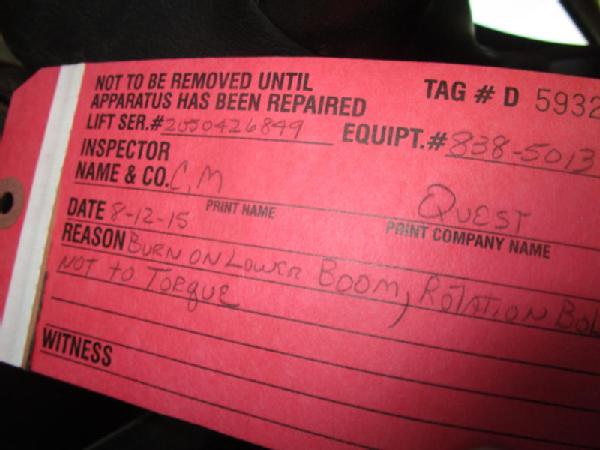 NOT TO BE REMOVED UNTIL
APPARATUS HAS BEEN REPAIRED
TAG # D 5932
LIFT SER.# 2050426849 EQUIPT.# 838-5013
INSPECTOR
NAME & CO. C, M Quest
PRINT NAME PRINT COMPANY NAME
DATE 8-12-15
REASON BURN ON LOWER BOOM, ROTATION
NOT to TORQUE
WITNESS